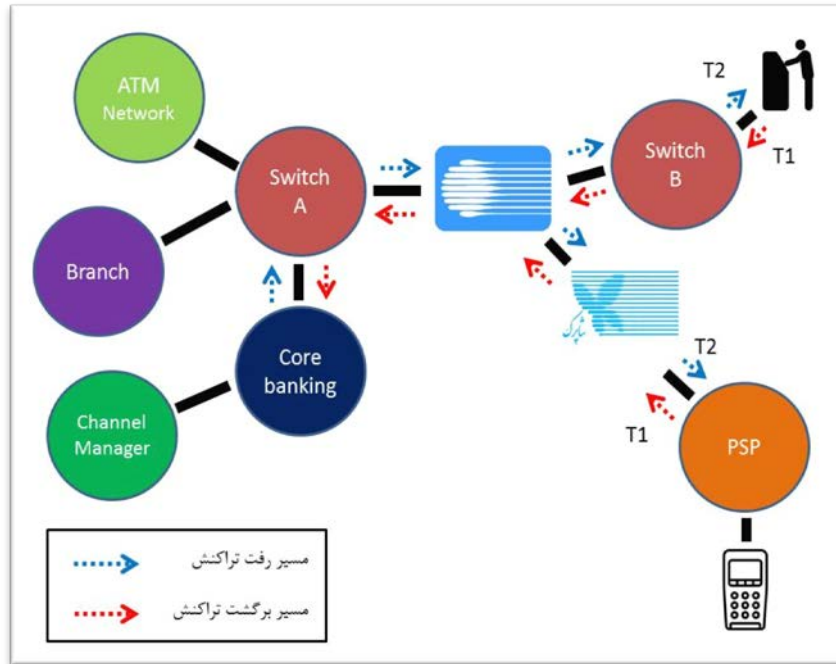 ATM
Network
Switch
A
Branch
Core
banking
Channel
Manager
T2
T1
Switch
B
شاپرک
T2
T1
PSP
مسیر رفت تراکنش
مسیر برگشت تراکنش